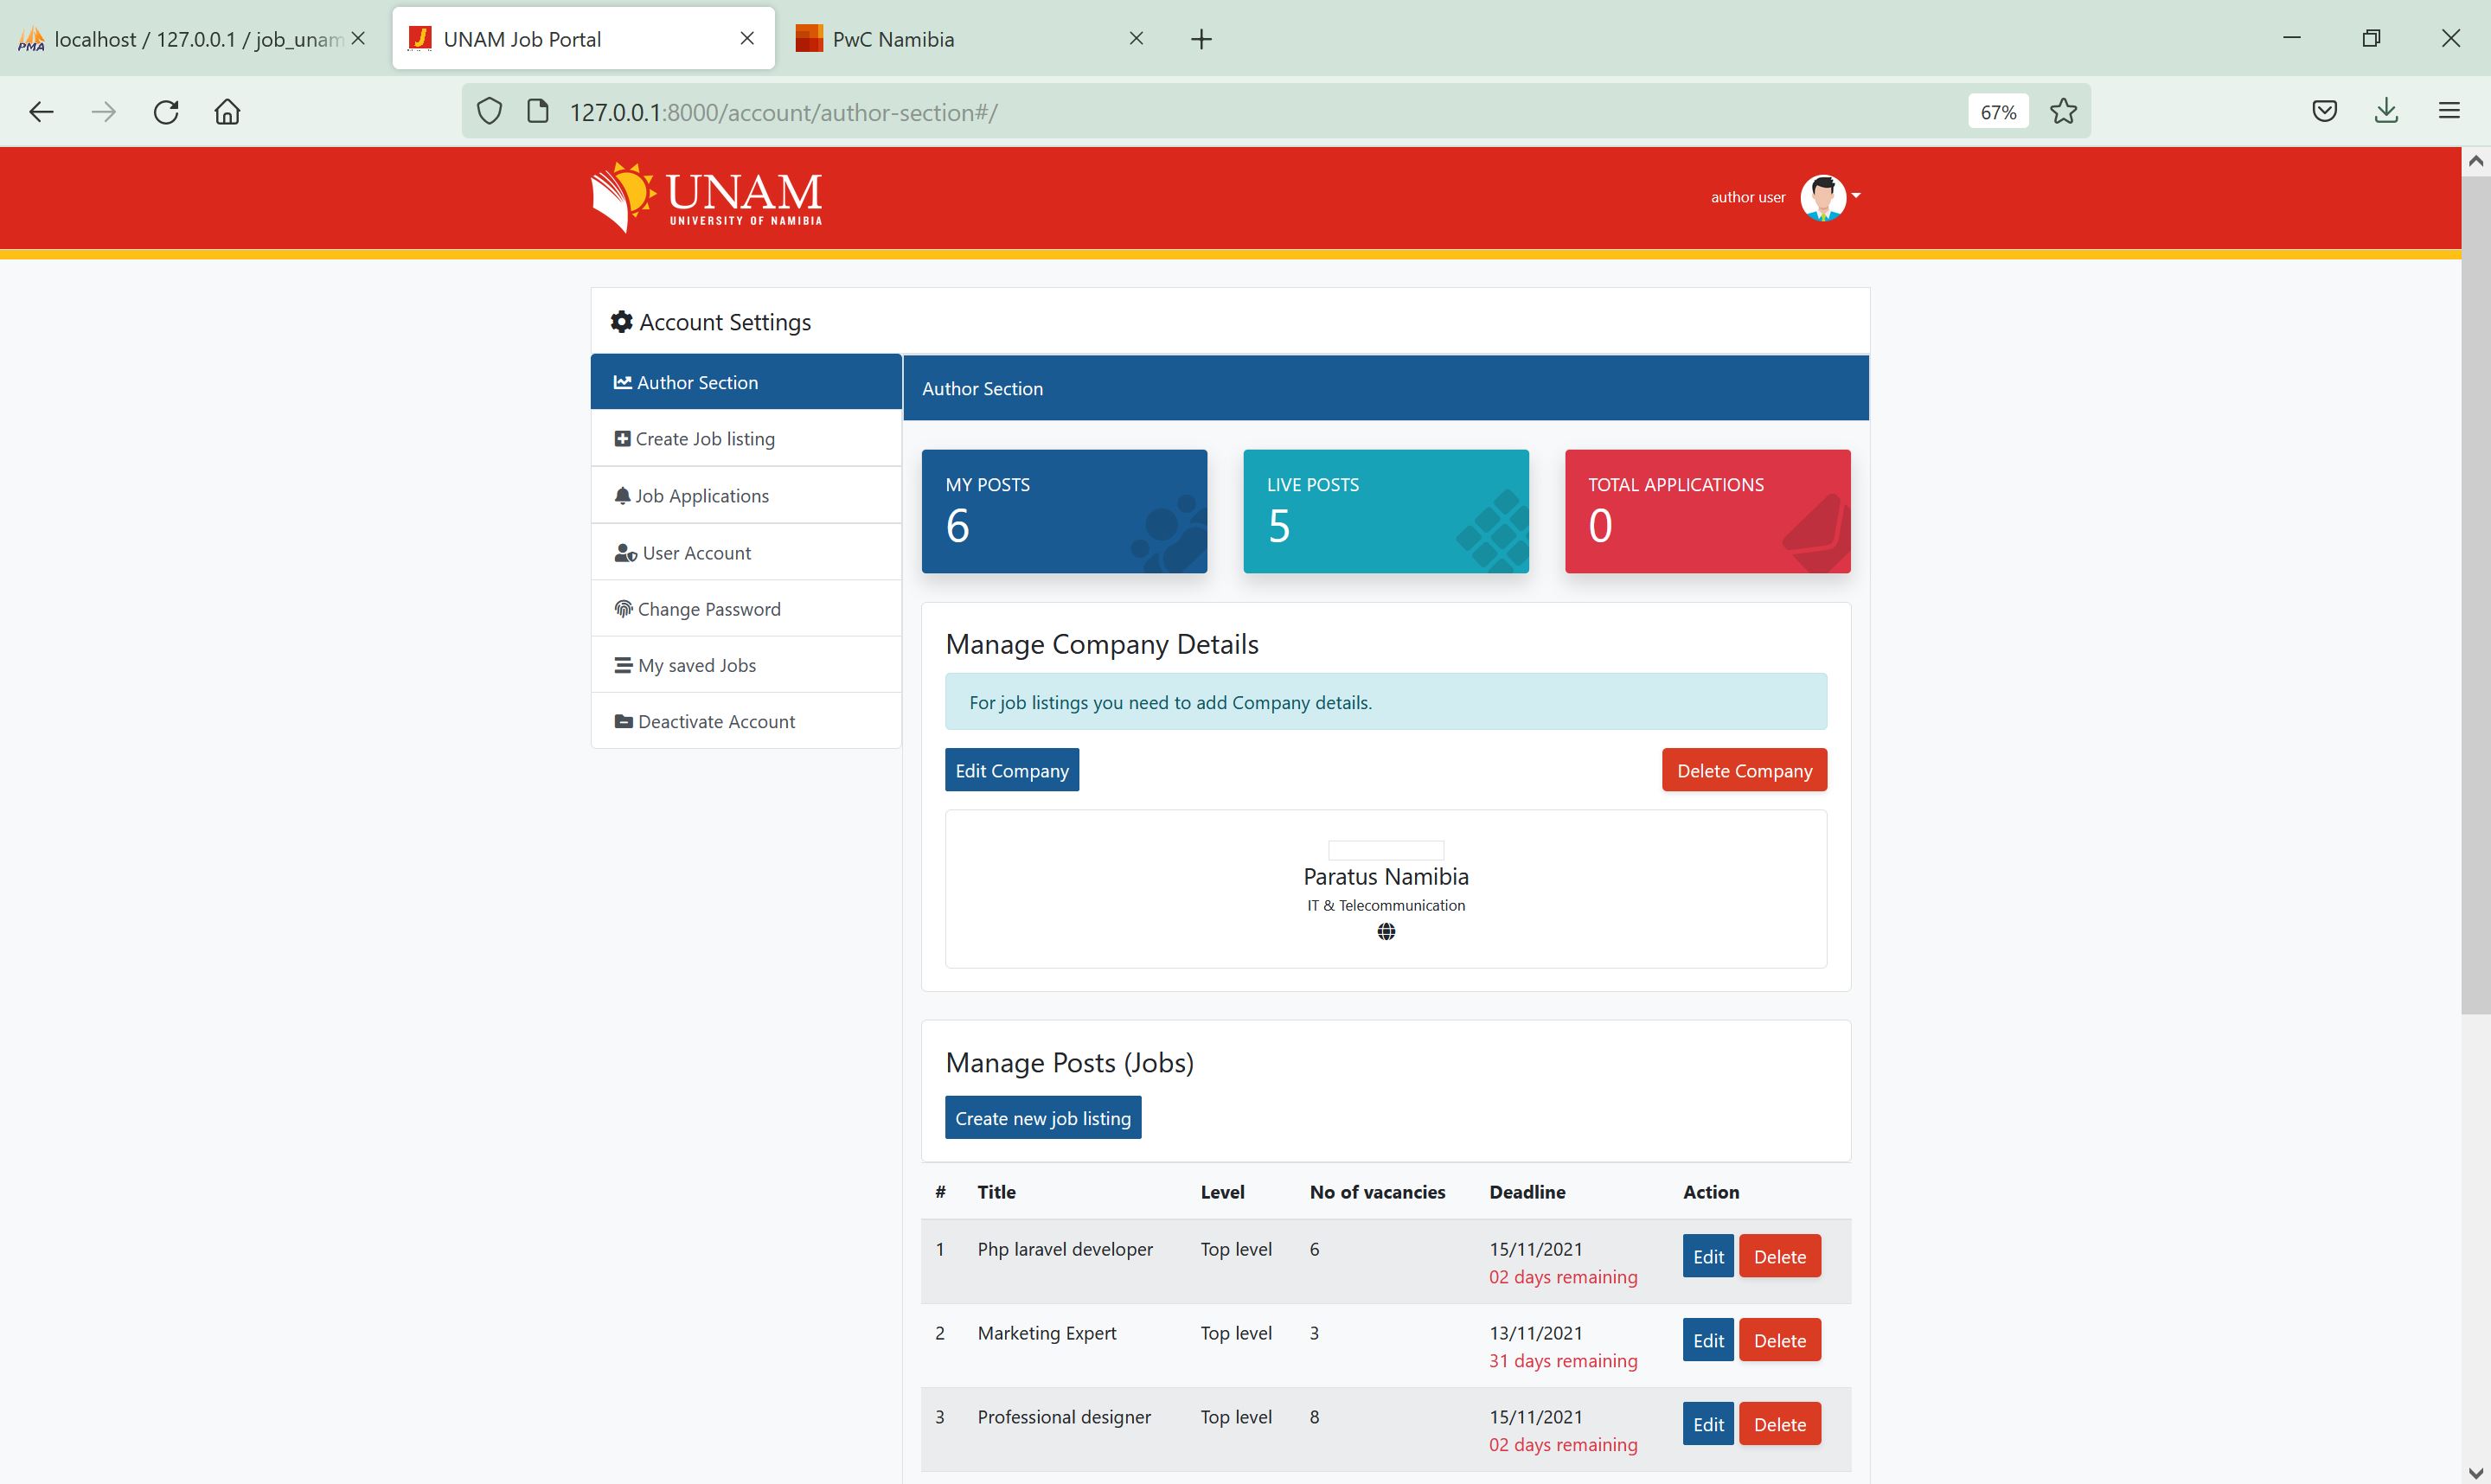 localhost / 127.0.0.1 / job_unam
UNAM Job Portal
PwC Namibia
127.0.0.1:8000/account/author-section#/
67%
UNAM
UNIVERSITY OF NAMIBIA
author user
Account Settings
Author Section
Create Job listing
Job Applications
User Account
Change Password
My saved Jobs
Deactivate Account
Author Section
MY POSTS
6
LIVE POSTS
5
TOTAL APPLICATIONS
0
Manage Company Details
For job listings you need to add Company details.
Edit Company
Delete Company
Paratus Namibia
IT & Telecommunication
Manage Posts (Jobs)
Create new job listing
# Title Level No of vacancies Deadline Action
1 Php laravel developer Top level 6 15/11/2021 Edit Delete
02 days remaining
2 Marketing Expert Top level 3 13/11/2021 Edit Delete
31 days remaining
3 Professional designer Top level 8 15/11/2021 Edit Delete
02 days remaining